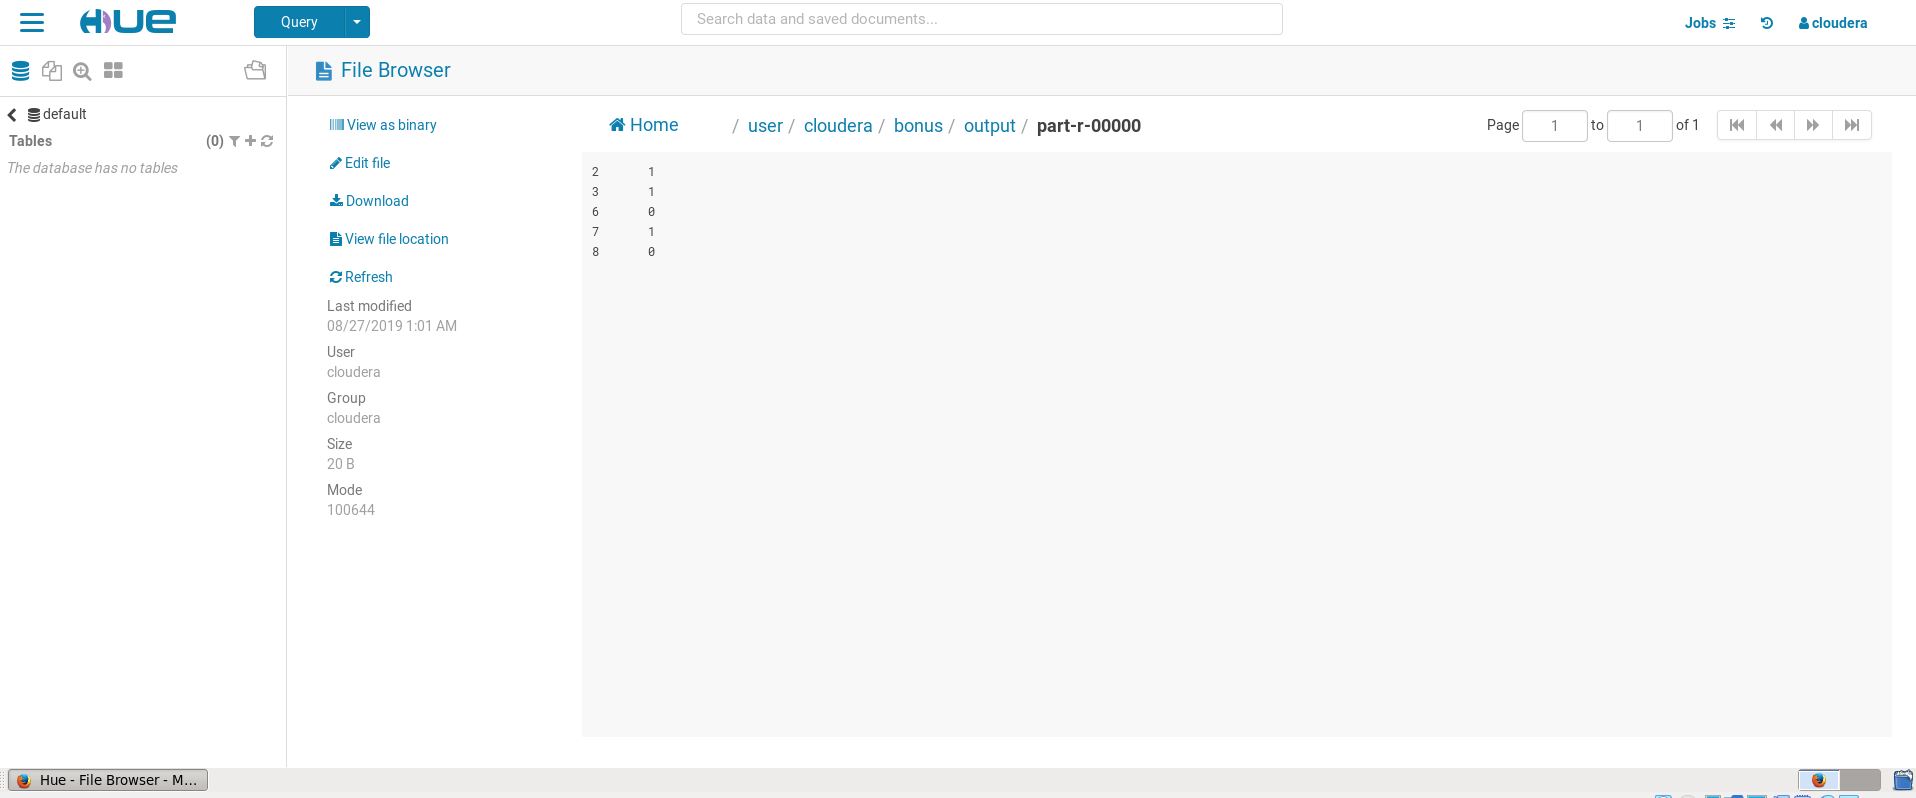 HUE
Query
Search data and saved documents...
Jobs
cloudera
File Browser
default
Tables (0)
The database has no tables
View as binary
Edit file
Download
View file location
Refresh
Last modified
08/27/2019 1:01 AM
User
cloudera
Group
cloudera
Size
20 B
Mode
100644
Home / user / cloudera / bonus / output / part-r-00000
Page 1 to 1 of 1
2 1
3 1
6 0
7 1
8 0
Hue - File Browser - M...